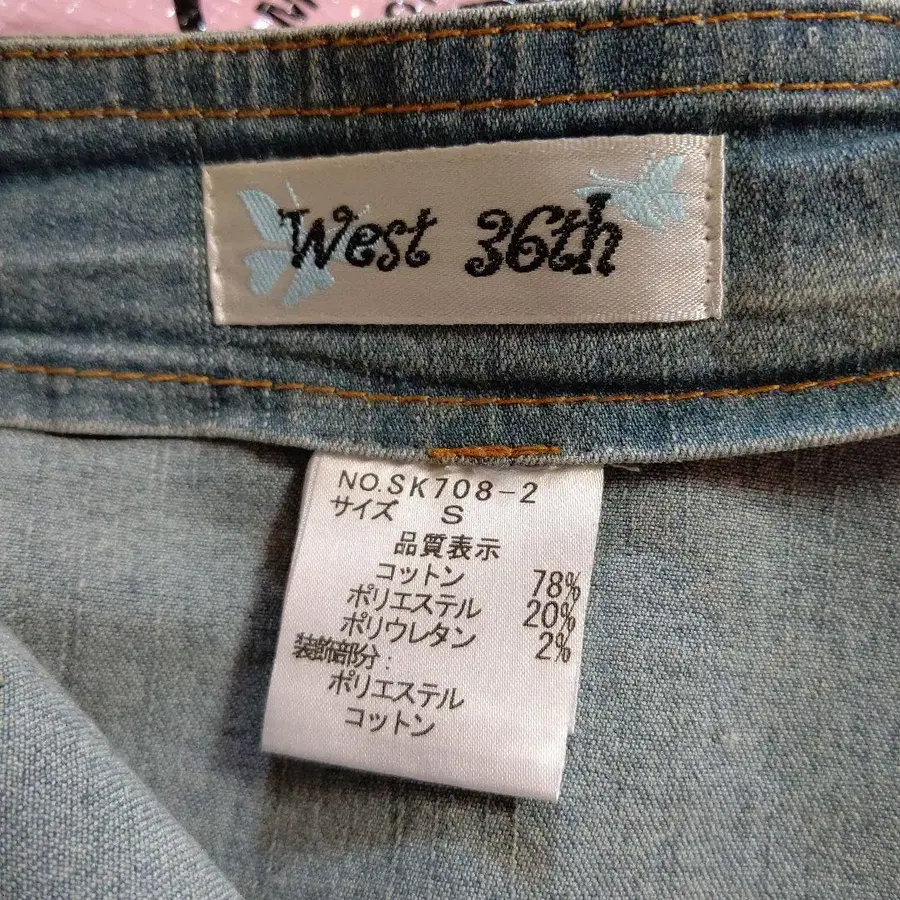 West 36th
NO.SK708-2
サイズ S
品質表示
コットン 78%
ポリエステル 20%
ポリウレタン 2%
装飾部分:
ポリエステル
コットン